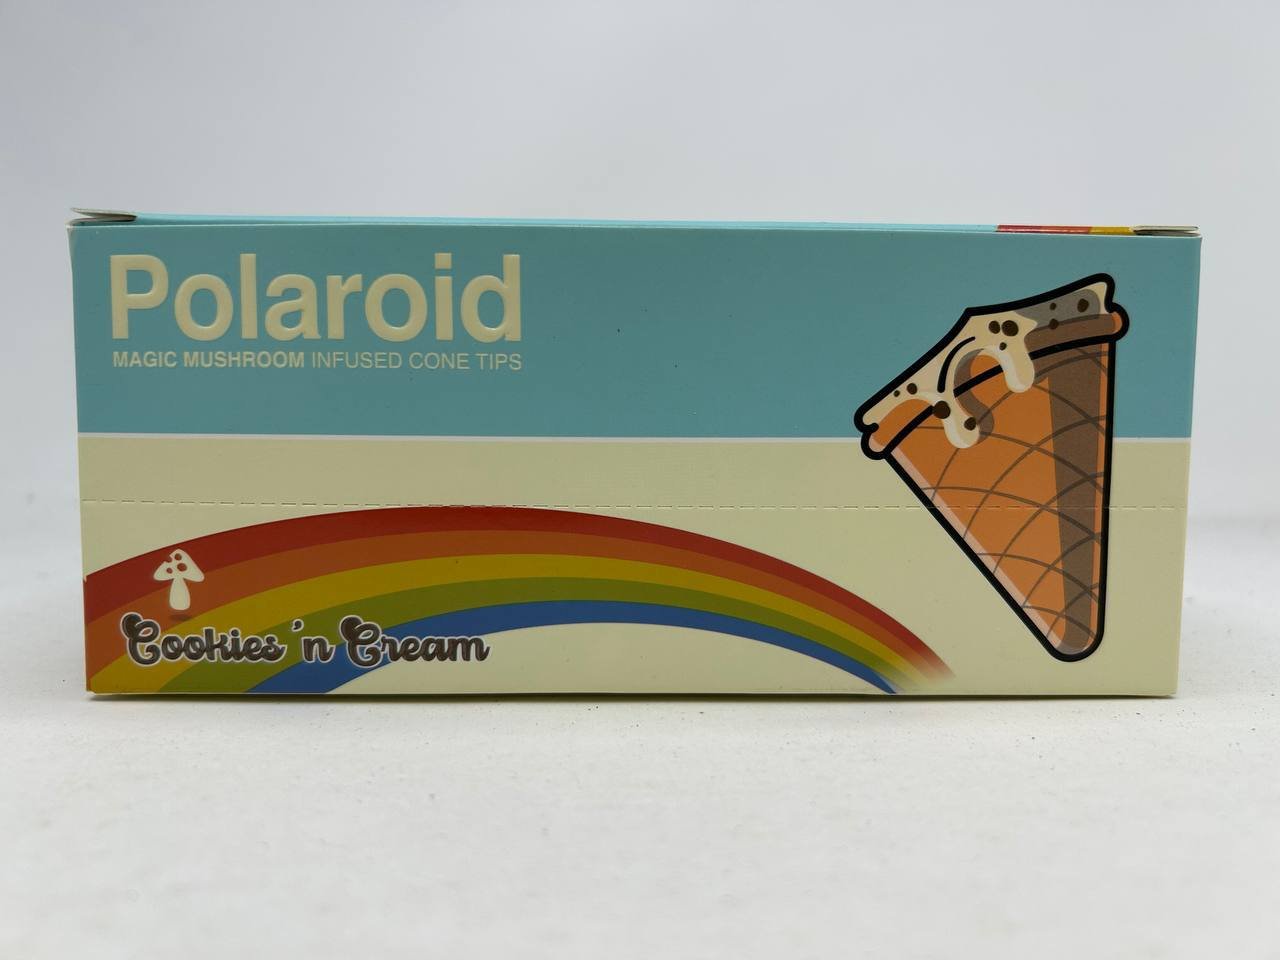 Polaroid
MAGIC MUSHROOM INFUSED CONE TIPS
Cookies 'n Cream